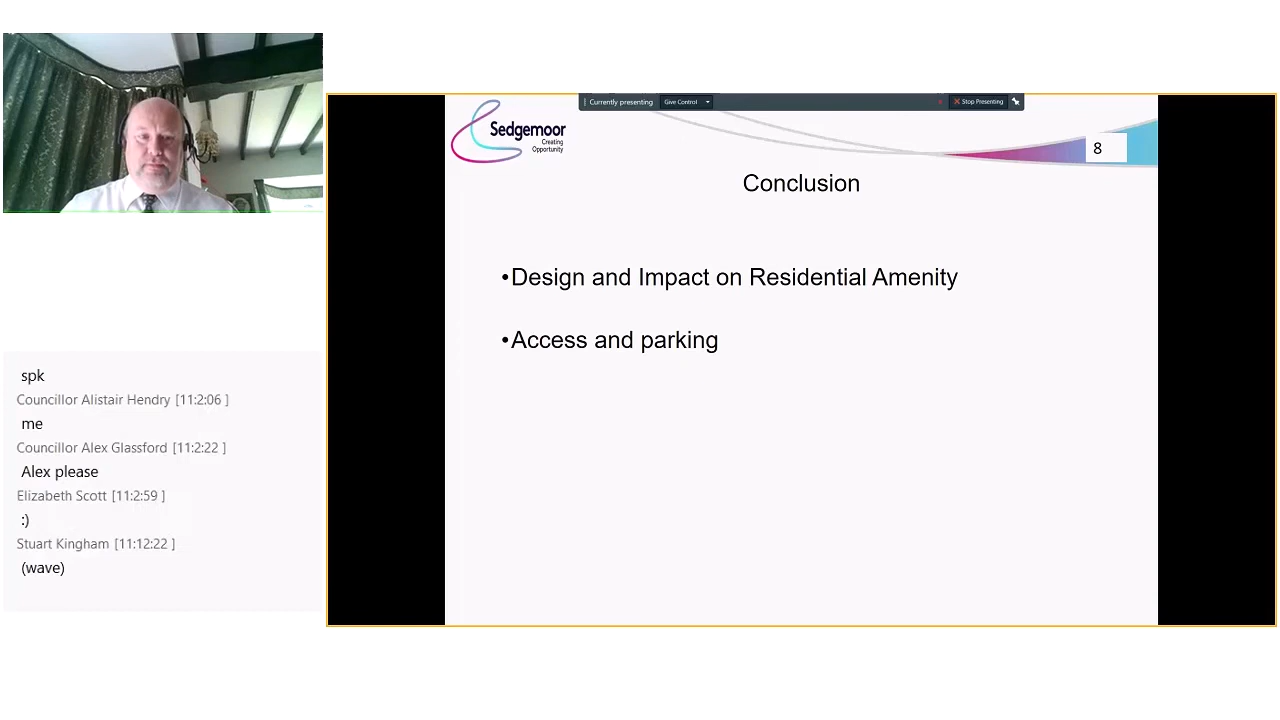 Currently presenting
Give Control
Stop Presenting
Sedgemoor
Creating
Opportunity
8
Conclusion
•Design and Impact on Residential Amenity
•Access and parking
spk
Councillor Alistair Hendry [11:2:06 ]
me
Councillor Alex Glassford [11:2:22 ]
Alex please
Elizabeth Scott [11:2:59 ]
:)
Stuart Kingham [11:12:22 ]
(wave)